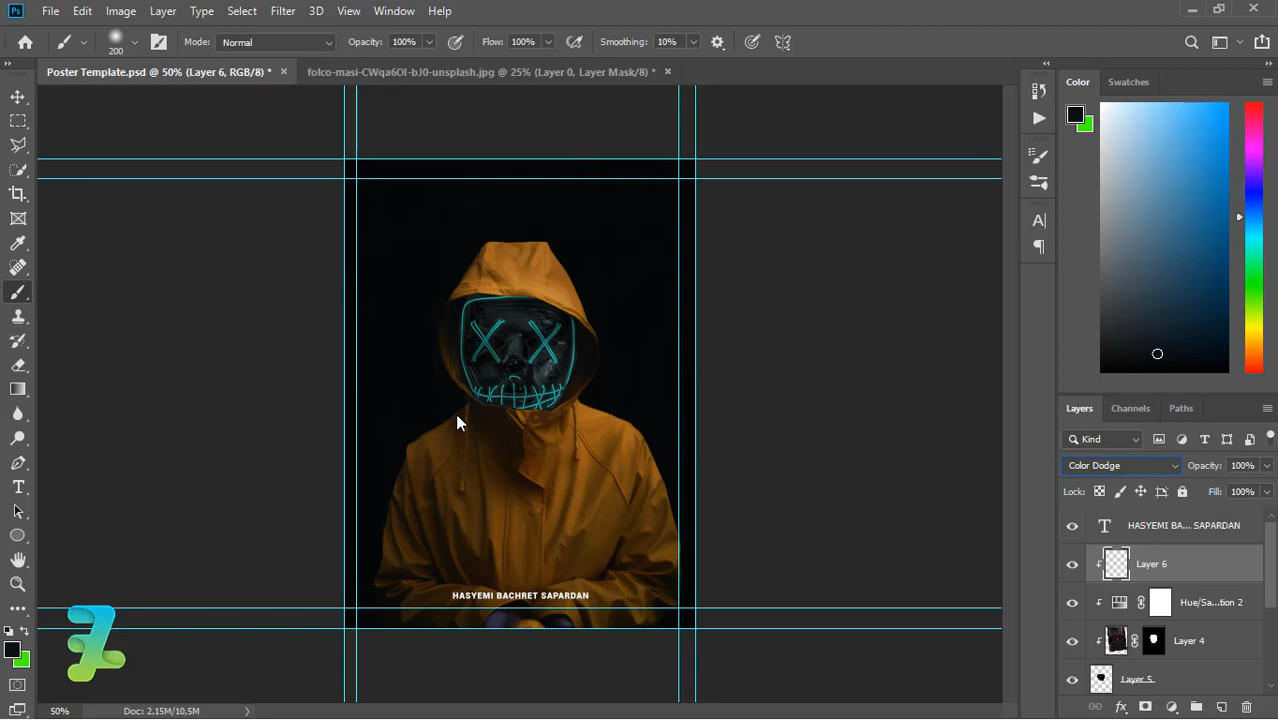 Ps File Edit Image Layer Type Select Filter 3D View Window Help
200 Mode: Normal Opacity: 100% Flow: 100% Smoothing: 10%
Poster Template.psd @ 50% (Layer 6, RGB/8) * folco-masi-CWqa6OI-bJ0-unsplash.jpg @ 25% (Layer 0, Layer Mask/8) *
Color Swatches
HASYEMI BACHRET SAPARDAN
Layers Channels Paths
Kind
Color Dodge Opacity: 100%
Lock: Fill: 100%
T HASYEMI BA... SAPARDAN
Layer 6
Hue/Sa...tion 2
Layer 4
Layer 5
fx
50% Doc: 2,15M/10,5M